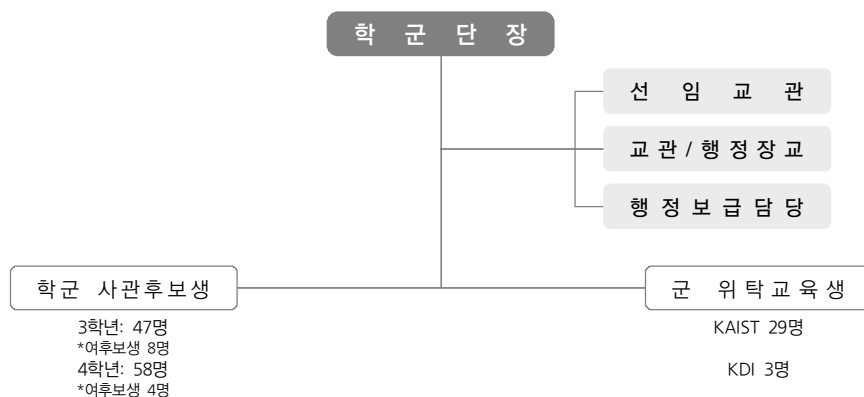 학 군 단 장
선 임 교 관
교 관 / 행 정 장 교
행 정 보 급 담 당
학군 사관후보생
3학년: 47명
*여후보생 8명
4학년: 58명
*여후보생 4명
군 위탁교육생
KAIST 29명
KDI 3명